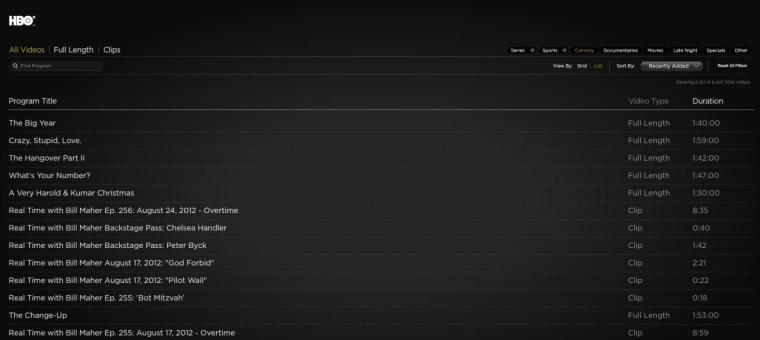 HBO
All Videos | Full Length | Clips
Series Sports Comedy Documentaries Movies Late Night Specials Other
Find Program
View By: Grid | List Sort By: Recently Added Reset All Filters
Total Videos
Program Title Video Type Duration
The Big Year Full Length 1:40:00
Crazy, Stupid, Love. Full Length 1:59:00
The Hangover Part II Full Length 1:42:00
What's Your Number? Full Length 1:47:00
A Very Harold & Kumar Christmas Full Length 1:30:00
Real Time with Bill Maher Ep. 256: August 24, 2012 - Overtime Clip 8:35
Real Time with Bill Maher Backstage Pass: Chelsea Handler Clip 0:40
Real Time with Bill Maher Backstage Pass: Peter Byck Clip 1:42
Real Time with Bill Maher August 17, 2012: "God Forbid" Clip 2:21
Real Time with Bill Maher August 17, 2012: "Pilot Wail" Clip 0:22
Real Time with Bill Maher Ep. 255: 'Bot Mitzvah' Clip 0:18
The Change-Up Full Length 1:53:00
Real Time with Bill Maher Ep. 255: August 17, 2012 - Overtime Clip 8:59